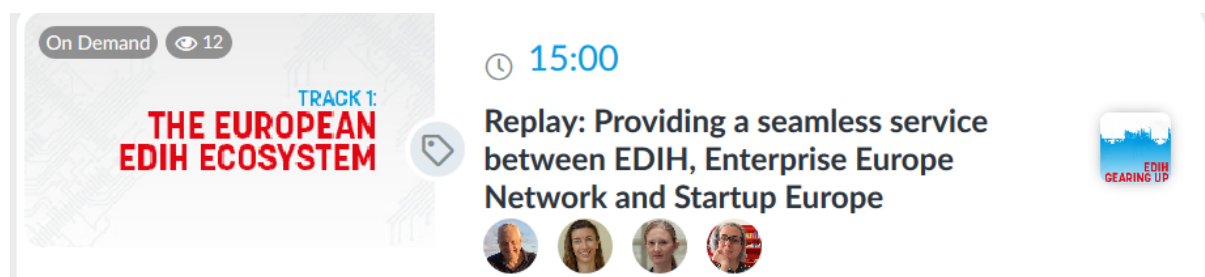 On Demand
12
TRACK 1:
THE EUROPEAN
EDIH ECOSYSTEM
15:00
Replay: Providing a seamless service
between EDIH, Enterprise Europe
Network and Startup Europe
EDIH
GEARING UP